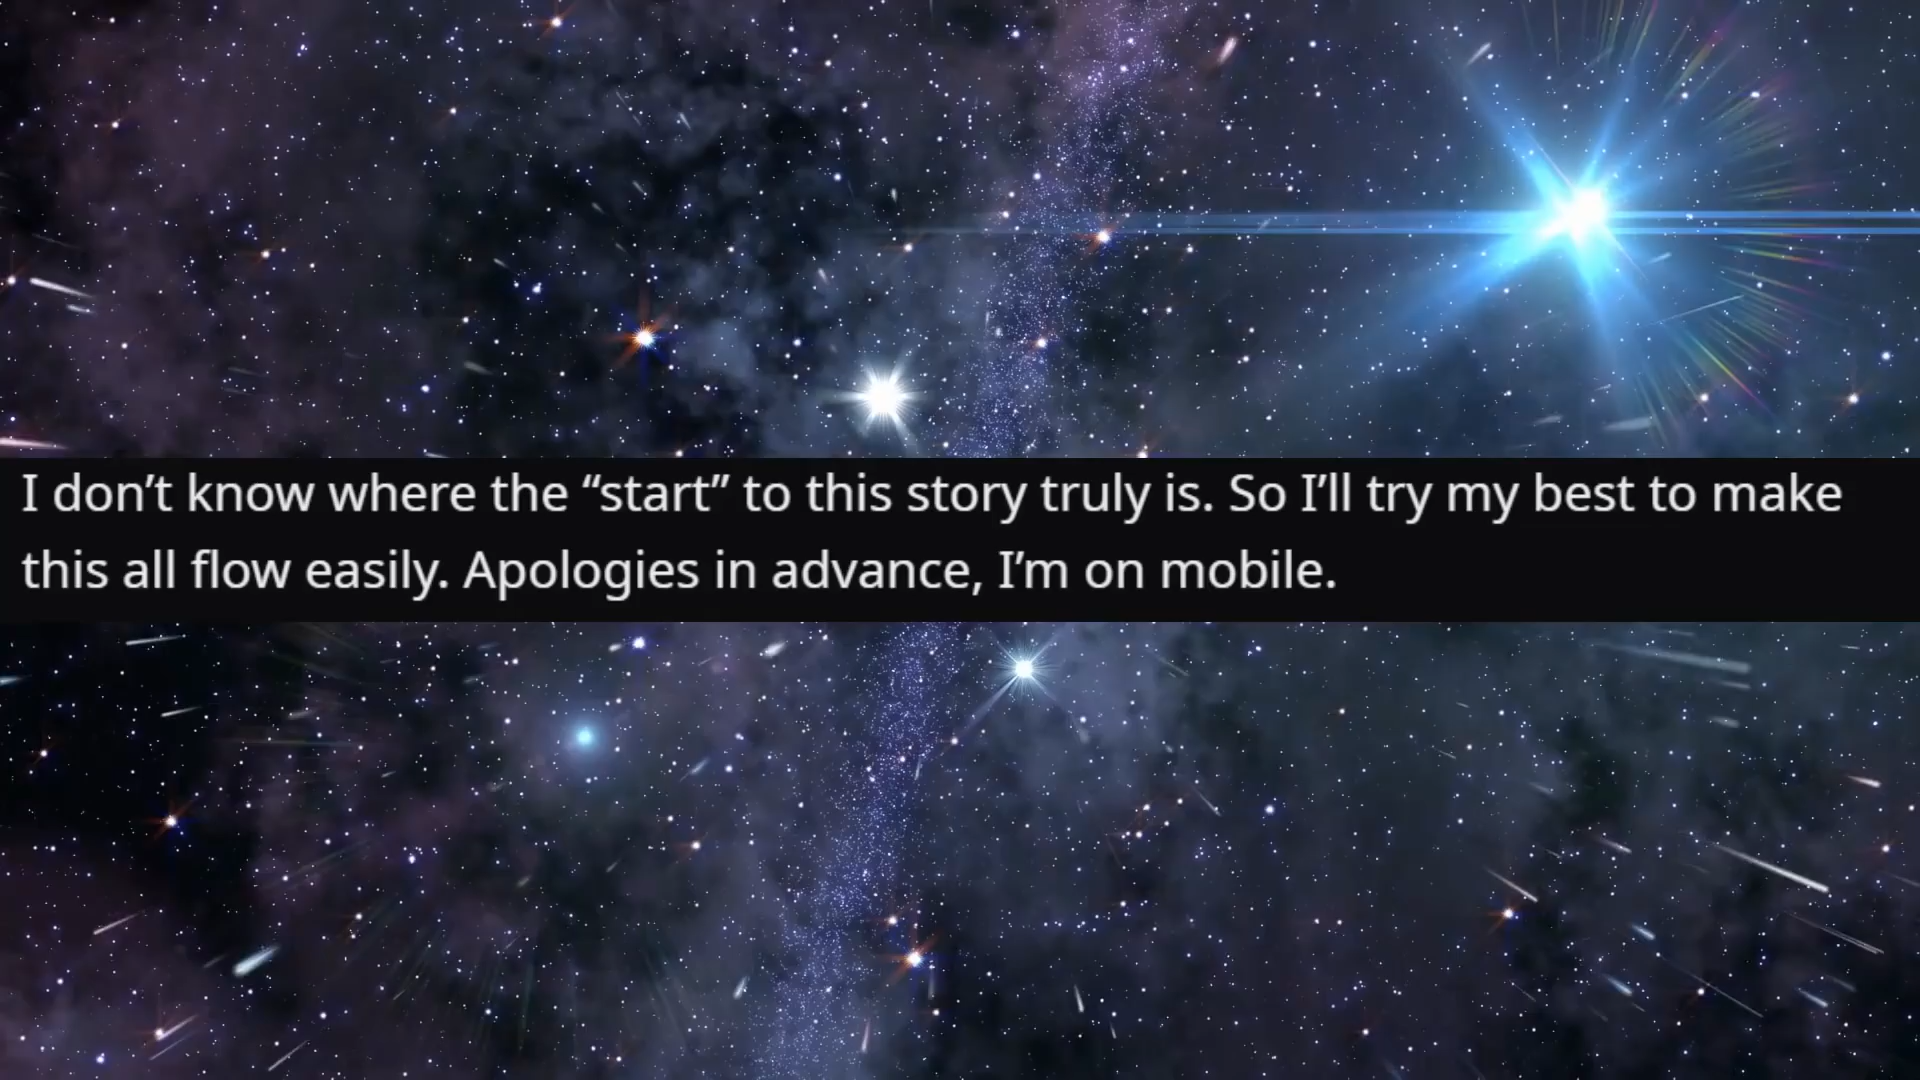 I don’t know where the “start” to this story truly is. So I’ll try my best to make
this all flow easily. Apologies in advance, I’m on mobile.